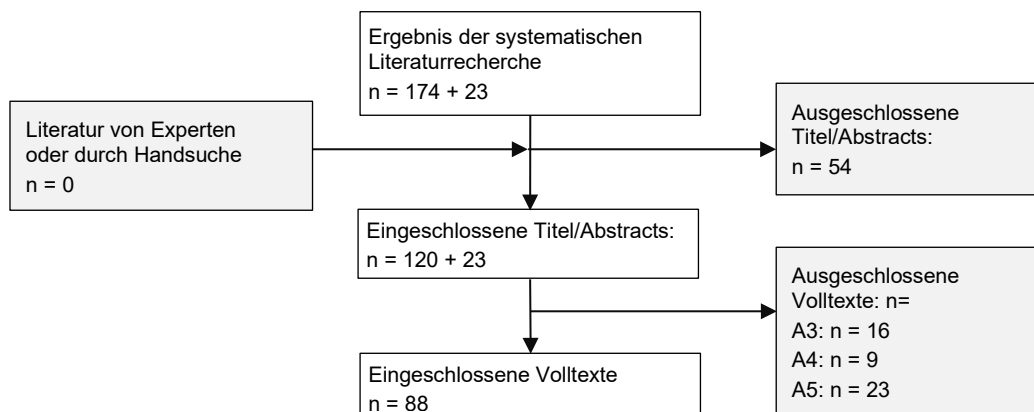 Ergebnis der systematischen
Literaturrecherche
n = 174 + 23
Literatur von Experten
oder durch Handsuche
n = 0
Ausgeschlossene
Titel/Abstracts:
n = 54
Eingeschlossene Titel/Abstracts:
n = 120 + 23
Ausgeschlossene
Volltexte: n=
A3: n = 16
A4: n = 9
A5: n = 23
Eingeschlossene Volltexte
n = 88